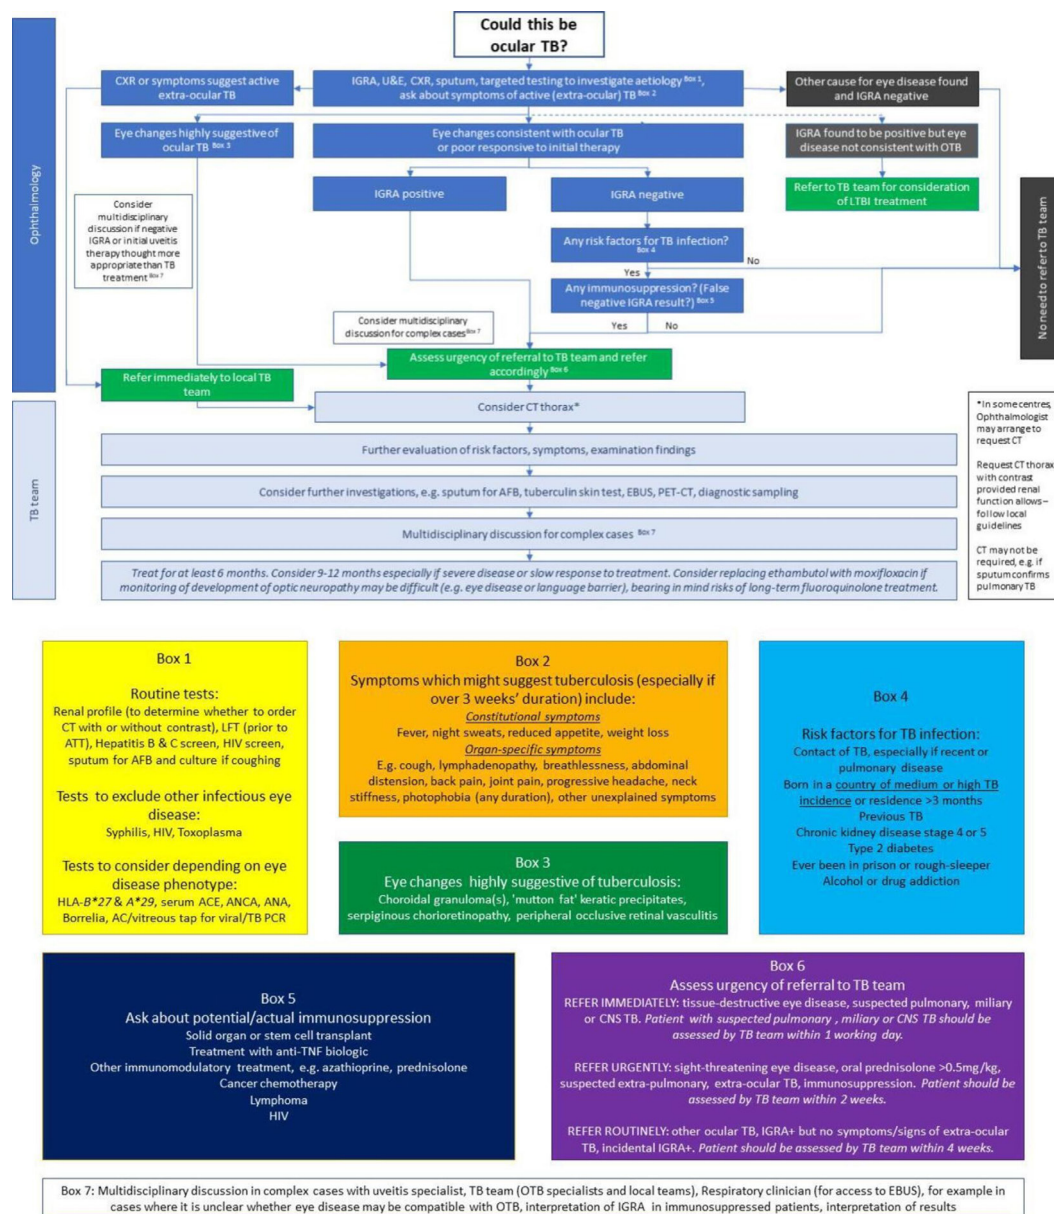 Could this be
ocular TB?
CXR or symptoms suggest active
extra-ocular TB
IGRA, U&E, CXR, sputum, targeted testing to investigate aetiology Box 1,
ask about symptoms of active (extra-ocular) TB Box 2
Other cause for eye disease found
and IGRA negative
Eye changes highly suggestive of
ocular TB Box 3
Eye changes consistent with ocular TB
or poor responsive to initial therapy
IGRA found to be positive but eye
disease not consistent with OTB
Ophthalmology
IGRA positive
IGRA negative
Refer to TB team for consideration
of LTBI treatment
Consider
multidisciplinary
discussion if negative
IGRA or initial uveitis
therapy thought more
appropriate than TB
treatment Box 7
Any risk factors for TB infection?
Box 4
No
Yes
Any immunosuppression? (False
negative IGRA result?) Box 5
No need to refer to TB team
Consider multidisciplinary
discussion for complex cases Box 7
Yes
No
Assess urgency of referral to TB team and refer
accordingly Box 6
Refer immediately to local TB
team
TB team
Consider CT thorax*
Further evaluation of risk factors, symptoms, examination findings
Consider further investigations, e.g. sputum for AFB, tuberculin skin test, EBUS, PET-CT, diagnostic sampling
Multidisciplinary discussion for complex cases Box 7
Treat for at least 6 months. Consider 9-12 months especially if severe disease or slow response to treatment. Consider replacing ethambutol with moxifloxacin if
monitoring of development of optic neuropathy may be difficult (e.g. eye disease or language barrier), bearing in mind risks of long-term fluoroquinolone treatment.
*In some centres,
Ophthalmologist
may arrange to
request CT
Request CT thorax
with contrast
provided renal
function allows –
follow local
guidelines
CT may not be
required, e.g. if
sputum confirms
pulmonary TB
Box 1
Routine tests:
Renal profile (to determine whether to order
CT with or without contrast), LFT (prior to
ATT), Hepatitis B & C screen, HIV screen,
sputum for AFB and culture if coughing
Tests to exclude other infectious eye
disease:
Syphilis, HIV, Toxoplasma
Tests to consider depending on eye
disease phenotype:
HLA-B*27 & A*29, serum ACE, ANCA, ANA,
Borrelia, AC/vitreous tap for viral/TB PCR
Box 2
Symptoms which might suggest tuberculosis (especially if
over 3 weeks' duration) include:
Constitutional symptoms
Fever, night sweats, reduced appetite, weight loss
Organ-specific symptoms
E.g. cough, lymphadenopathy, breathlessness, abdominal
distension, back pain, joint pain, progressive headache, neck
stiffness, photophobia (any duration), other unexplained symptoms
Box 3
Eye changes highly suggestive of tuberculosis:
Choroidal granuloma(s), 'mutton fat' keratic precipitates,
serpiginous chorioretinopathy, peripheral occlusive retinal vasculitis
Box 4
Risk factors for TB infection:
Contact of TB, especially if recent or
pulmonary disease
Born in a country of medium or high TB
incidence or residence >3 months
Previous TB
Chronic kidney disease stage 4 or 5
Type 2 diabetes
Ever been in prison or rough-sleeper
Alcohol or drug addiction
Box 5
Ask about potential/actual immunosuppression
Solid organ or stem cell transplant
Treatment with anti-TNF biologic
Other immunomodulatory treatment, e.g. azathioprine, prednisolone
Cancer chemotherapy
Lymphoma
HIV
Box 6
Assess urgency of referral to TB team
REFER IMMEDIATELY: tissue-destructive eye disease, suspected pulmonary, miliary
or CNS TB. Patient with suspected pulmonary , miliary or CNS TB should be
assessed by TB team within 1 working day.
REFER URGENTLY: sight-threatening eye disease, oral prednisolone >0.5mg/kg,
suspected extra-pulmonary, extra-ocular TB, immunosuppression. Patient should be
assessed by TB team within 2 weeks.
REFER ROUTINELY: other ocular TB, IGRA+ but no symptoms/signs of extra-ocular
TB, incidental IGRA+. Patient should be assessed by TB team within 4 weeks.
Box 7: Multidisciplinary discussion in complex cases with uveitis specialist, TB team (OTB specialists and local teams), Respiratory clinician (for access to EBUS), for example in
cases where it is unclear whether eye disease may be compatible with OTB, interpretation of IGRA in immunosuppressed patients, interpretation of results